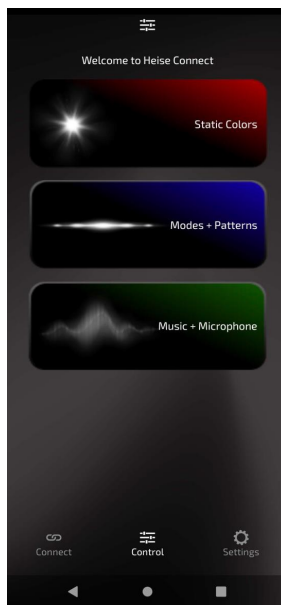 Welcome to Heise Connect
Static Colors
Modes + Patterns
Music + Microphone
Connect
Control
Settings